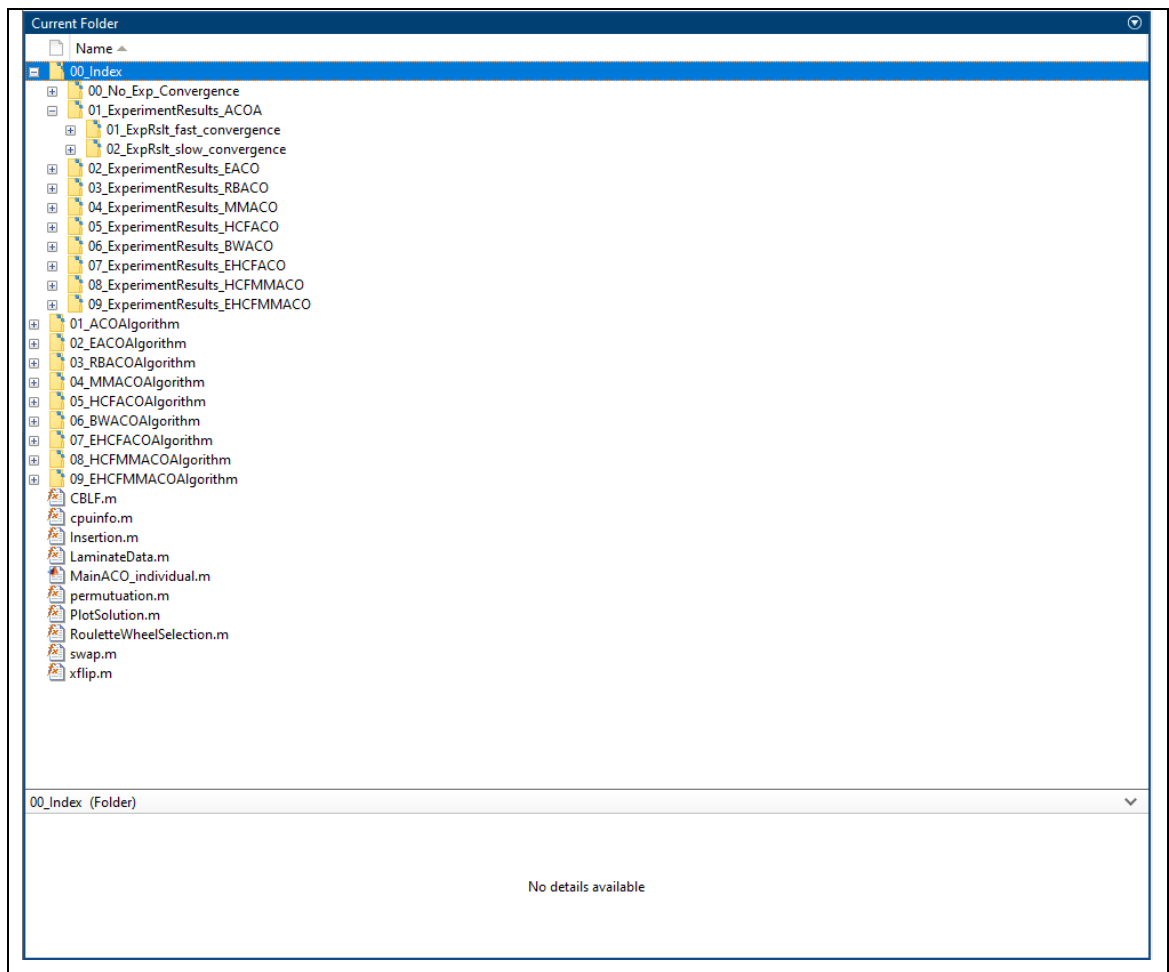 Current Folder
Name
00_Index
00_No_Exp_Convergence
01_ExperimentResults_ACOA
01_ExpRslt_fast_convergence
02_ExpRslt_slow_convergence
02_ExperimentResults_EACO
03_ExperimentResults_RBACO
04_ExperimentResults_MMACO
05_ExperimentResults_HCFACO
06_ExperimentResults_BWACO
07_ExperimentResults_EHCFACO
08_ExperimentResults_HCFMMACO
09_ExperimentResults_EHCFMMACO
01_ACOAlgorithm
02_EACOAlgorithm
03_RBACOAlgorithm
04_MMACOAlgorithm
05_HCFACOAlgorithm
06_BWACOAlgorithm
07_EHCFACOAlgorithm
08_HCFMMACOAlgorithm
09_EHCFMMACOAlgorithm
CBLF.m
cpuinfo.m
Insertion.m
LaminateData.m
MainACO_individual.m
permutuation.m
PlotSolution.m
RouletteWheelSelection.m
swap.m
xflip.m
00_Index (Folder)
No details available